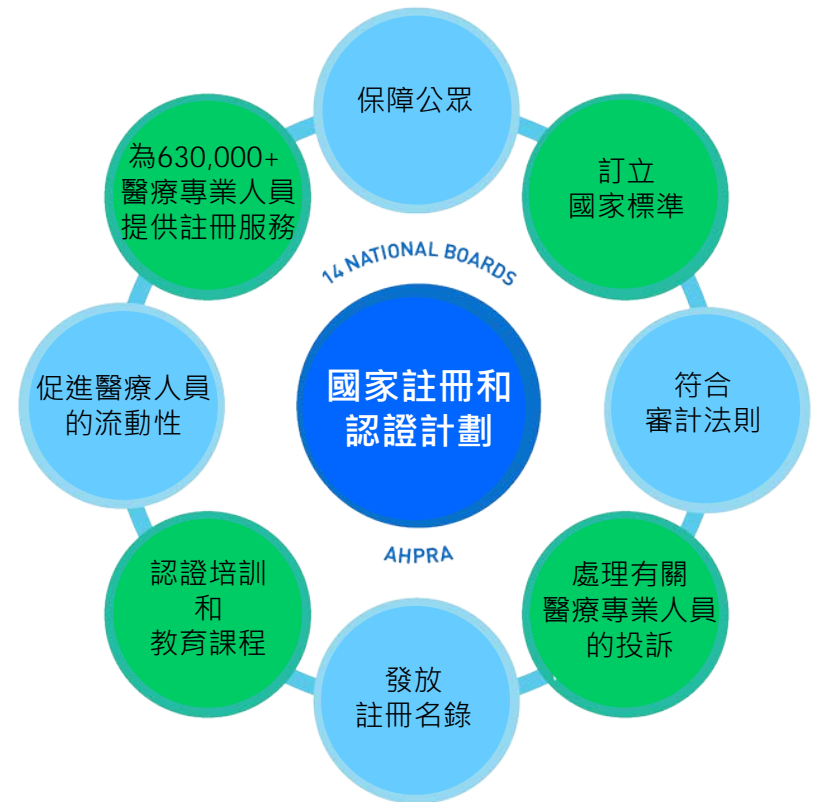 保障公眾
為630,000+
醫療專業人員
提供註冊服務
訂立
國家標準
14 NATIONAL BOARDS
促進醫療人員
的流動性
國家註冊和
認證計劃
符合
審計法則
AHPRA
認證培訓
和
教育課程
處理有關
醫療專業人員
的投訴
發放
註冊名錄